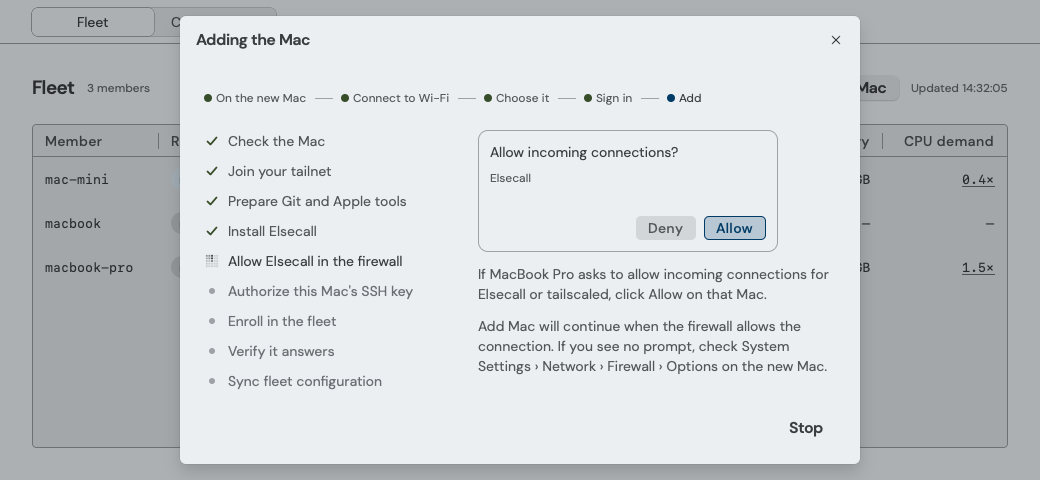 Fleet
Adding the Mac
Fleet
3 members
Mac
Updated 14:32:05
On the new Mac
Connect to Wi-Fi
Choose it
Sign in
Add
Member
CPU demand
Check the Mac
Join your tailnet
Prepare Git and Apple tools
Install Elsecall
Allow Elsecall in the firewall
Authorize this Mac's SSH key
Enroll in the fleet
Verify it answers
Sync fleet configuration
Allow incoming connections?
Elsecall
Deny
Allow
If MacBook Pro asks to allow incoming connections for
Elsecall or tailscaled, click Allow on that Mac.
Add Mac will continue when the firewall allows the
connection. If you see no prompt, check System
Settings › Network › Firewall › Options on the new Mac.
mac-mini
0.4×
macbook
—
—
macbook-pro
1.5×
Stop